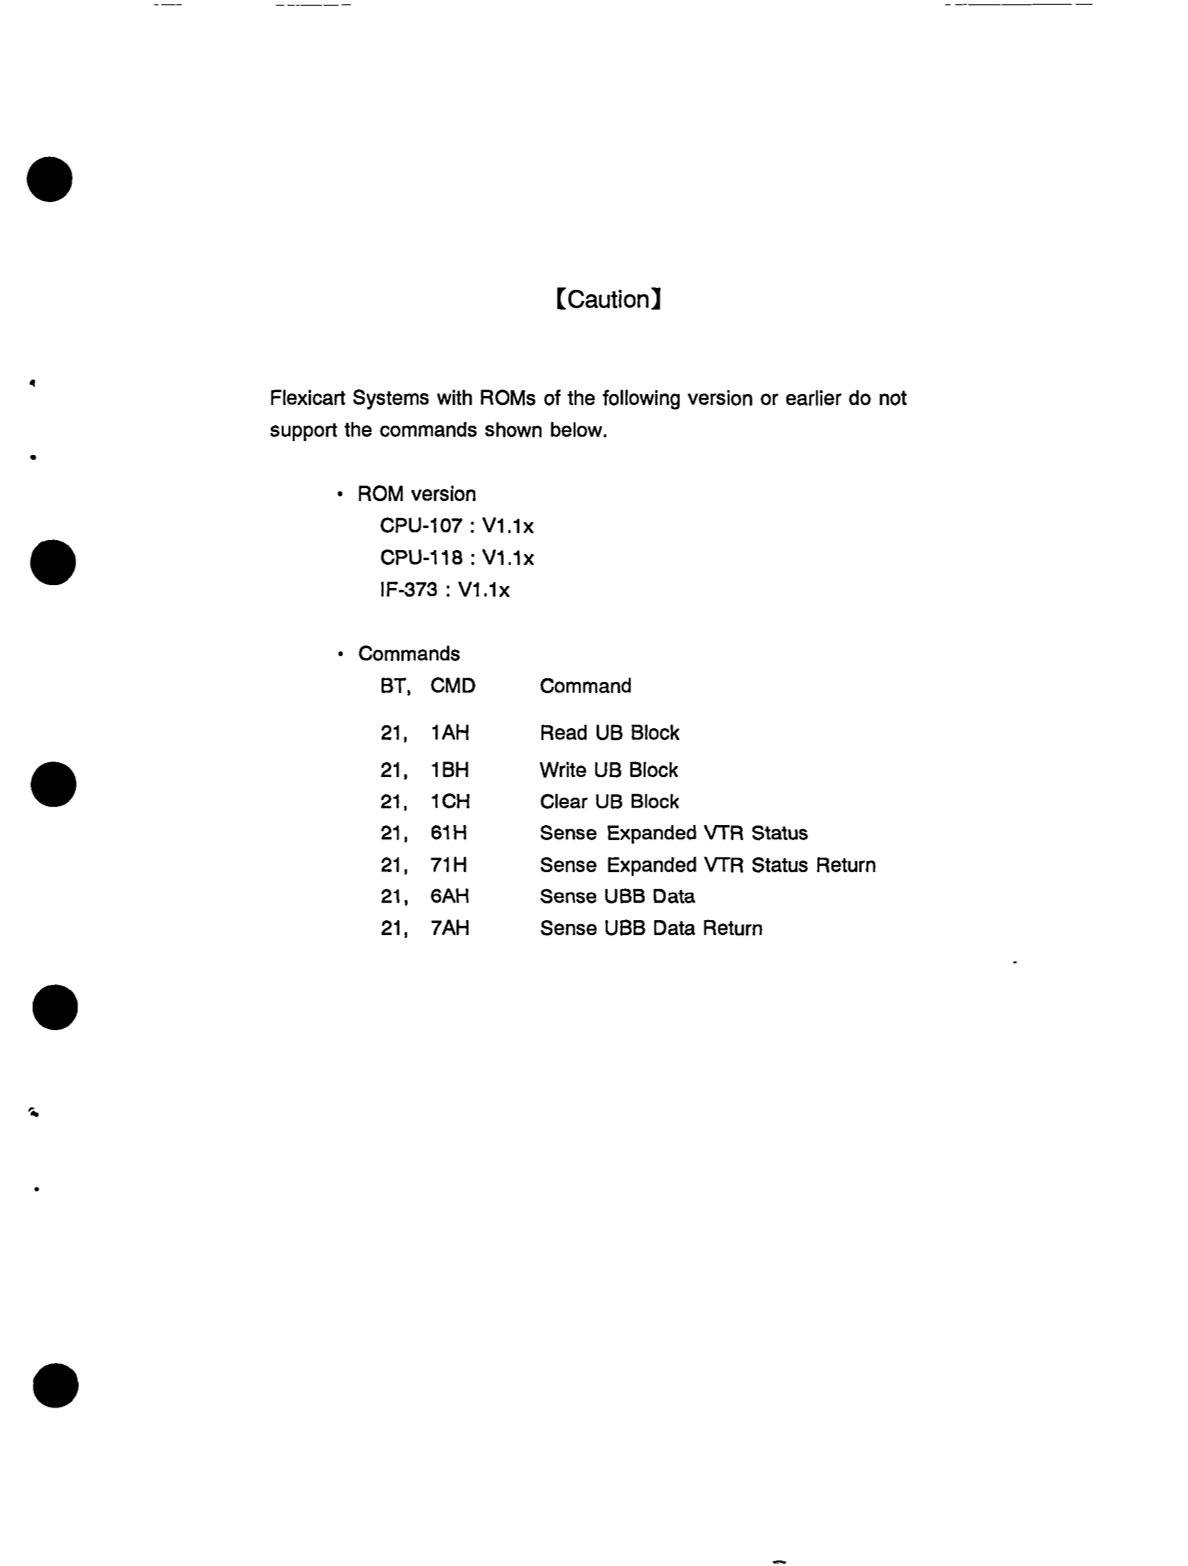 【Caution】
Flexicart Systems with ROMs of the following version or earlier do not
support the commands shown below.
・ ROM version
CPU-107 : V1.1x
CPU-118 : V1.1x
IF-373 : V1.1x
・ Commands
BT, CMD Command
21, 1AH Read UB Block
21, 1BH Write UB Block
21, 1CH Clear UB Block
21, 61H Sense Expanded VTR Status
21, 71H Sense Expanded VTR Status Return
21, 6AH Sense UBB Data
21, 7AH Sense UBB Data Return